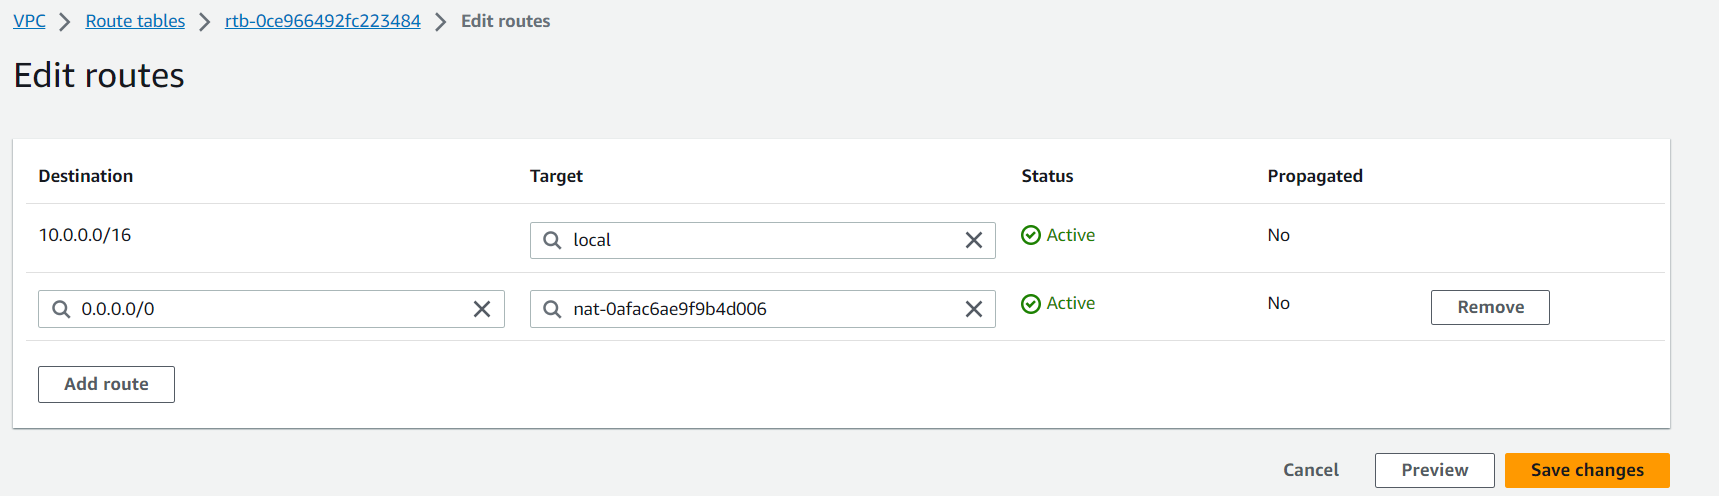 VPC > Route tables > rtb-0ce966492fc223484 > Edit routes
Edit routes
Destination Target Status Propagated
10.0.0.0/16 local Active No
0.0.0.0/0 nat-0afac6ae9f9b4d006 Active No Remove
Add route
Cancel Preview Save changes